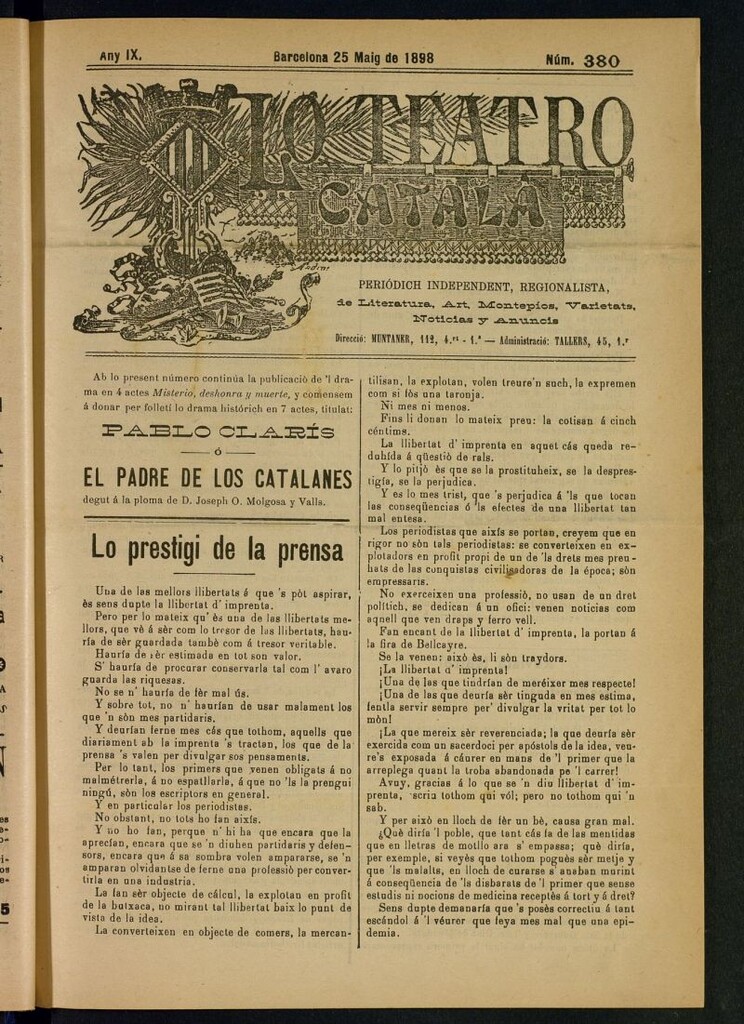 Any IX.
Barcelona 25 Maig de 1898
Núm. 380
LO TEATRO
CATALÀ
PERIÓDICH INDEPENDENT, REGIONALISTA,
de Literatura, Art, Montepios, Varietats,
Noticias y Anuncis
Direcció: MUNTANER, 112, 4.rt - 1.ª — Administració: TALLERS, 45, 1.r
Ab lo present número continúa la publicació de 'l dra-
ma en 4 actes Misterio, deshonra y muerte, y comensém
á donar per folletí lo drama histórich en 7 actes, titulat:
PABLO CLARÍS
— ó —
EL PADRE DE LOS CATALANES
degut á la ploma de D. Joseph O. Molgosa y Valls.
Lo prestigi de la prensa
Una de las mellors llibertats á que 's pót aspirar,
és sens dupte la llibertat d' imprenta.
Pero per lo mateix qu' és una de las llibertats me-
llors, que vé á sèr com lo tresor de las llibertats, hau-
ría de sèr guardada també com á tresor veritable.
Hauría de sèr estimada en tot son valor.
S' hauría de procurar conservarla tal com l' avaro
guarda las riquesas.
No se n' hauría de fèr mal ús.
Y sobre tot, no n' haurían de usar malament los
que 'n són mes partidaris.
Y deurían ferne mes cás que tothom, aquells que
diariament ab la imprenta 's tractan, los que de la
prensa 's valen per divulgar sos pensaments.
Per lo tant, los primers que venen obligats á no
malmétrerla, á no espatllarla, á que no 'ls la prengui
ningú, són los escriptors en general.
Y en particular los periodistas.
No obstant, no tots ho fan aixís.
Y no ho fan, perque n' hi ha que encara que la
aprecían, encara que se 'n diuhen partidaris y defen-
sors, encara que á sa sombra volen ampararse, se 'n
amparan olvidantse de ferne una professió per conver-
tirla en una industria.
La fan sèr objecte de cálcul, la explotan en profit
de la butxaca, no mirant tal llibertat baix lo punt de
vista de la idea.
La converteixen en objecte de comers, la mercan-
tilisan, la explotan, volen treure'n such, la expremen
com si fòs una taronja.
Ni mes ni menos.
Fins li donan lo mateix preu: la cotisan á cinch
céntims.
La llibertat d' imprenta en aquet cás queda re-
duhída á qüestió de rals.
Y lo pitjó és que se la prostituheix, se la despres-
tigía, se la perjudica.
Y es lo mes trist, que 's perjudica á 'ls que tocan
las conseqüencias ó 'ls efectes de una llibertat tan
mal entesa.
Los periodistas que aixís se portan, creyem que en
rigor no són tals periodistas: se converteixen en ex-
plotadors en profit propi de un de 'ls drets mes preu-
hats de las conquistas civilisadoras de la época; són
empressaris.
No exerceixen una professió, no usan de un dret
polítich, se dedican á un ofici: venen noticias com
aquell que ven draps y ferro vell.
Fan encant de la llibertat d' imprenta, la portan á
la fira de Bellcayre.
Se la venen: aixó és, li són traydors.
¡La llibertat d' imprenta!
¡Una de las que tindrían de meréixer mes respecte!
¡Una de las que deuría sèr tinguda en mes estima,
fentla servir sempre per' divulgar la vritat per tot lo
món!
¡La que mereix sèr reverenciada; la que deuría sèr
exercida com un sacerdoci per apóstols de la idea, veu-
re's exposada á cáurer en mans de 'l primer que la
arreplega quant la troba abandonada pe 'l carrer!
Avuy, gracias á lo que se 'n diu llibertat d' im-
prenta, escriu tothom qui vól; pero no tothom qui 'n
sab.
Y per aixó en lloch de fèr un bé, causa gran mal.
¿Qué diría 'l poble, que tant cás fa de las mentidas
que en lletras de motllo ara s' empassa; qué diría,
per exemple, si veyés que tothom pogués sèr metje y
que 'ls malalts, en lloch de curarse s' anaban murint
á conseqüencia de 'ls disbarats de 'l primer que sense
estudis ni nocions de medicina receptés á tort y á dret?
Sens dupte demanaría que 's posés correctiu á tant
escándol á 'l véurer que feya mes mal que una epi-
demia.